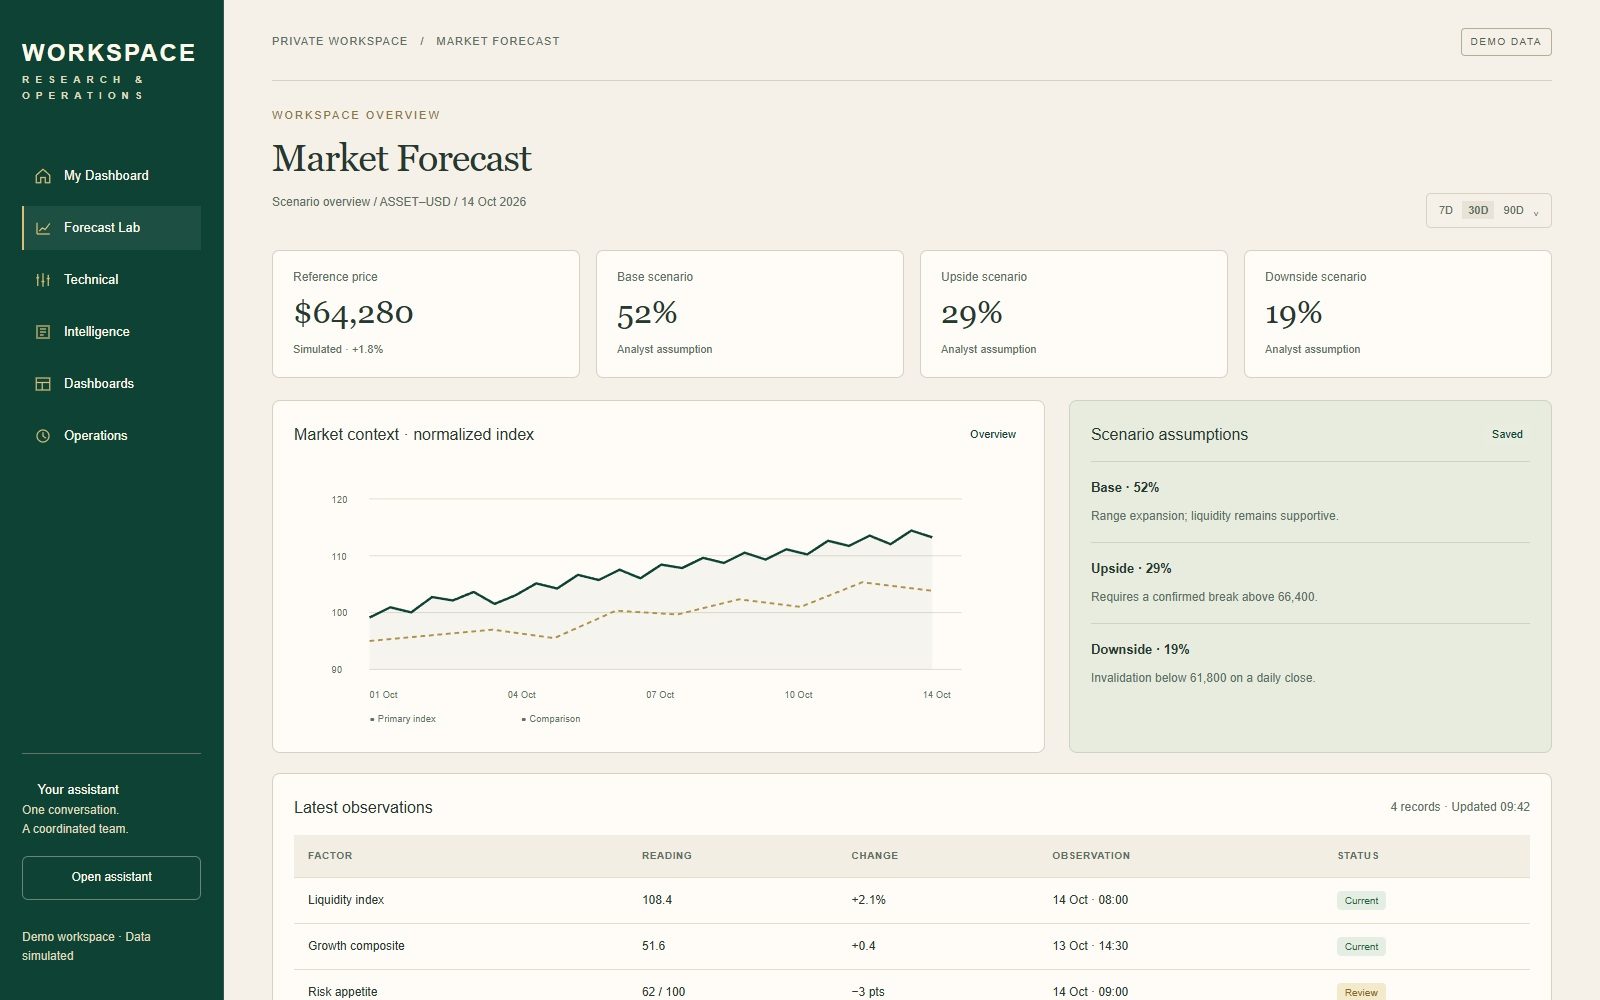 WORKSPACE
RESEARCH &
OPERATIONS
My Dashboard
Forecast Lab
Technical
Intelligence
Dashboards
Operations
Your assistant
One conversation.
A coordinated team.
Open assistant
Demo workspace · Data
simulated
PRIVATE WORKSPACE / MARKET FORECAST
DEMO DATA
WORKSPACE OVERVIEW
Market Forecast
Scenario overview / ASSET–USD / 14 Oct 2026
7D 30D 90D v
Reference price
$64,280
Simulated · +1.8%
Base scenario
52%
Analyst assumption
Upside scenario
29%
Analyst assumption
Downside scenario
19%
Analyst assumption
Market context · normalized index
Overview
120
110
100
90
01 Oct 04 Oct 07 Oct 10 Oct 14 Oct
Primary index Comparison
Scenario assumptions
Saved
Base · 52%
Range expansion; liquidity remains supportive.
Upside · 29%
Requires a confirmed break above 66,400.
Downside · 19%
Invalidation below 61,800 on a daily close.
Latest observations
4 records · Updated 09:42
FACTOR READING CHANGE OBSERVATION STATUS
Liquidity index 108.4 +2.1% 14 Oct · 08:00 Current
Growth composite 51.6 +0.4 13 Oct · 14:30 Current
Risk appetite 62 / 100 −3 pts 14 Oct · 09:00 Review